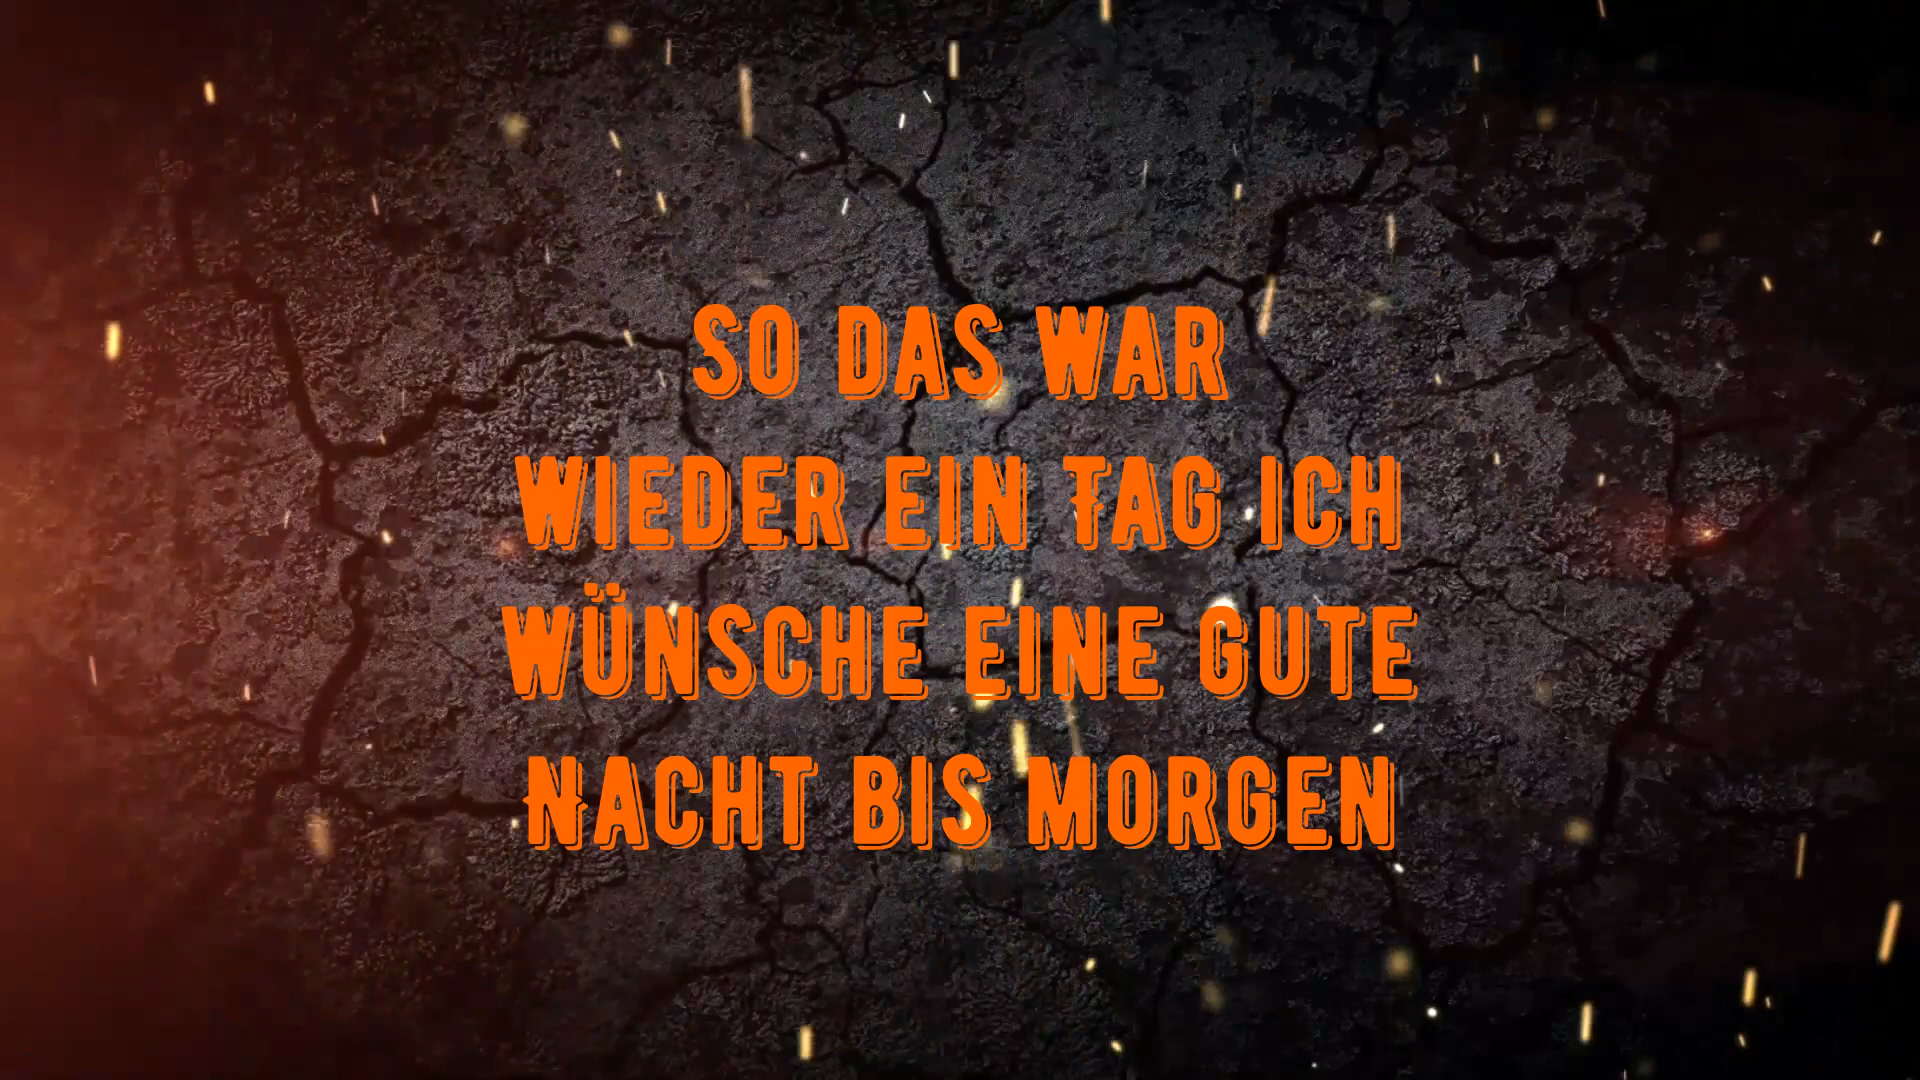 SO DAS WAR
WIEDER EIN TAG ICH
WÜNSCHE EINE GUTE
NACHT BIS MORGEN